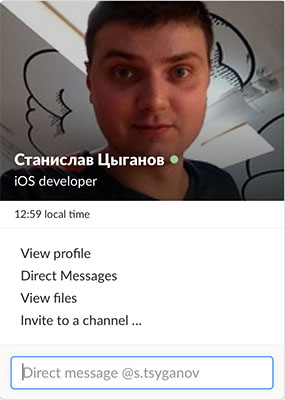 Станислав Цыганов
iOS developer
12:59 local time
View profile
Direct Messages
View files
Invite to a channel ...
Direct message @s.tsyganov